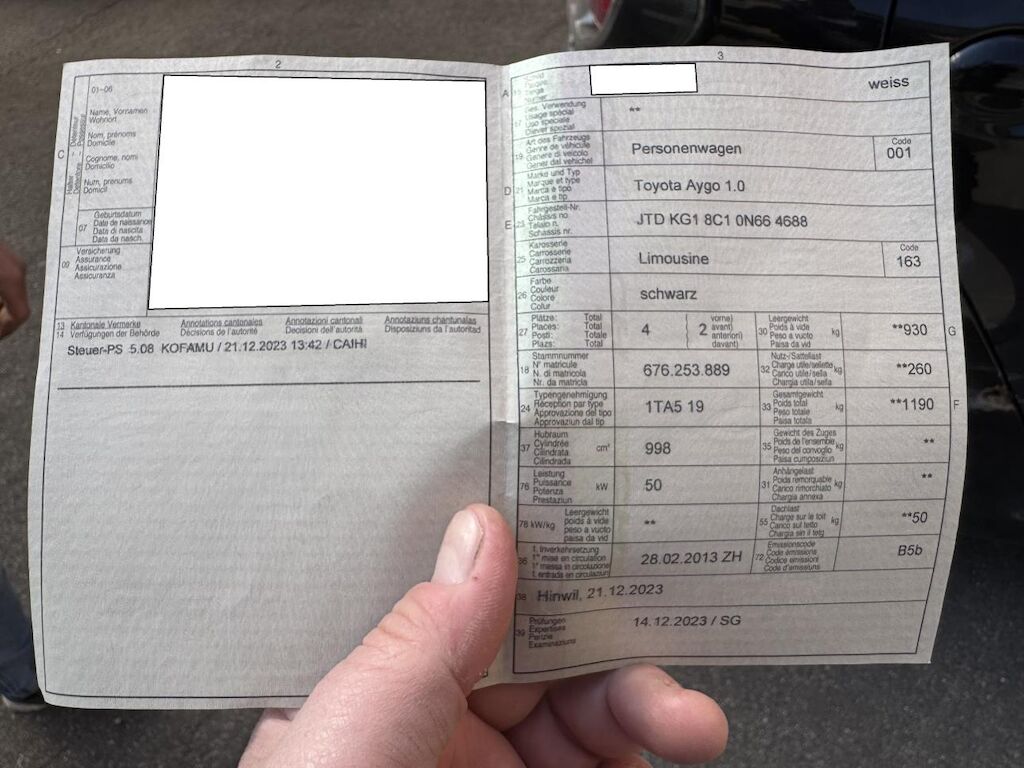 2
01–06
Name, Vornamen
Wohnort
Nom, prénoms
Domicile
C
Cognome, nomi
Domicilio
Num, prenums
Domicil
Halter
Détenteur
Detentore
Possessur
07
Geburtsdatum
Date de naissance
Data di nascita
Data da nasch.
09
Versicherung
Assurance
Assicurazione
Assicuranza
13 Kantonale Vermerke Annotations cantonales Annotazioni cantonali Annotaziuns chantunalas
14 Verfügungen der Behörde Décisions de l'autorité Decisioni dell'autorità Disposiziuns da l'autoritad
Steuer-PS 5.08 KOFAMU / 21.12.2023 13:42 / CAIHI
3
A
weiss
17
Bes. Verwendung
Usage spécial
Uso speciale
Diever spezial
**
19
Art des Fahrzeugs
Genre de véhicule
Genere di veicolo
Gener dal vehichel
Personenwagen
Code
001
D 21
Marke und Typ
Marque et type
Marca e tipo
Marca e tip
Toyota Aygo 1.0
E 23
Fahrgestell-Nr.
Châssis no
Telaio n.
Schassis nr.
JTD KG1 8C1 0N66 4688
25
Karosserie
Carrosserie
Carrozzeria
Carossaria
Limousine
Code
163
26
Farbe
Couleur
Colore
Colur
schwarz
27
Plätze: Total
Places: Total
Posti: Totale
Plazs: Total
4
2
vorne)
avant)
anteriori)
davant)
30
Leergewicht
Poids à vide
Peso a vuoto
Paisa da vid
kg
**930
G
18
Stammnummer
N° matricule
N. di matricola
Nr. da matricla
676.253.889
32
Nutz-/Sattellast
Charge utile/sellette
Carico utile/sella
Chargia utila/sella
kg
**260
24
Typengenehmigung
Réception par type
Approvazione del tipo
Approvaziun dal tip
1TA5 19
33
Gesamtgewicht
Poids total
Peso totale
Paisa totala
kg
**1190
F
37
Hubraum
Cylindrée
Cilindrata
Cilindrada
cm³
998
35
Gewicht des Zuges
Poids de l'ensemble
Peso del convoglio
Paisa cumposiziun
kg
**
76
Leistung
Puissance
Potenza
Prestaziun
kW
50
31
Anhängelast
Poids remorquable
Carico rimorchiato
Chargia annexa
kg
**
78 kW/kg
Leergewicht
poids à vide
peso a vuoto
paisa da vid
**
55
Dachlast
Charge sur le toit
Carico sul tetto
Chargia sin il tetg
kg
**50
36
1. Inverkehrsetzung
1re mise en circulation
1a messa in circolazione
1. entrada en circulaziun
28.02.2013 ZH
72
Emissionscode
Code émissions
Codice emissioni
Code d'emissiuns
B5b
38
Hinwil, 21.12.2023
39
Prüfungen
Expertises
Perizie
Examinaziuns
14.12.2023 / SG